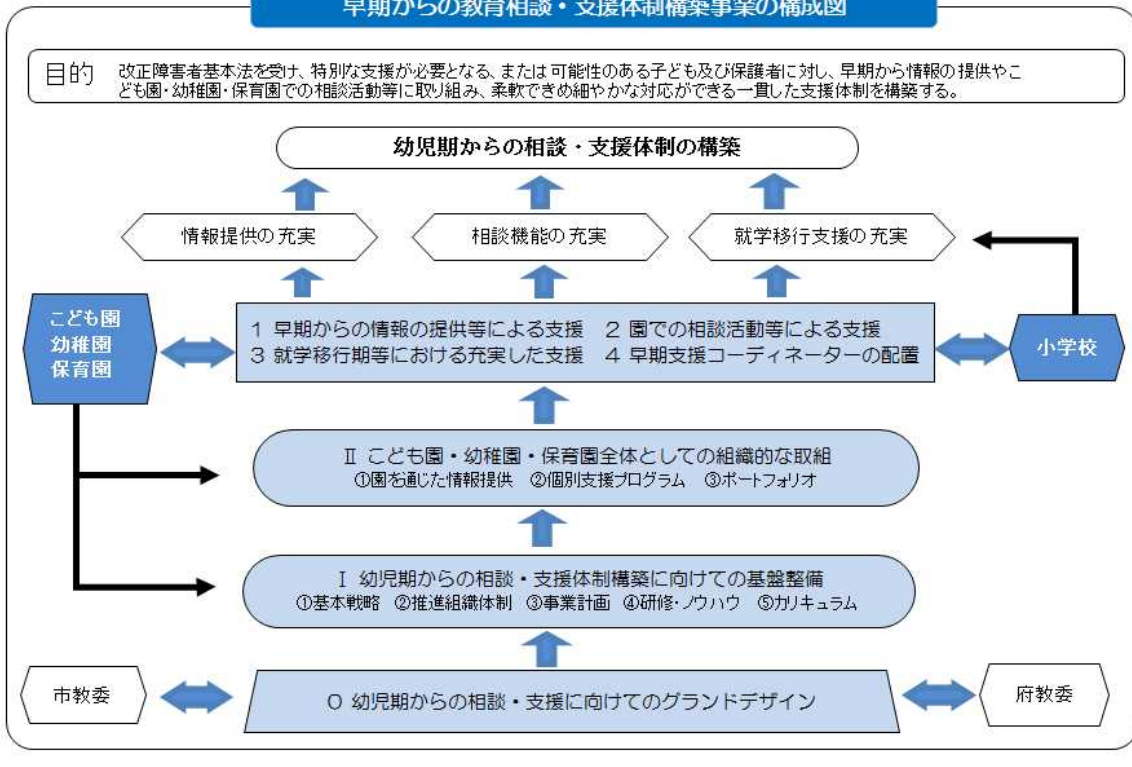 早期からの教育相談・支援体制構築事業の構成図
目的
改正障害者基本法を受け、特別な支援が必要となる、または可能性のある子ども及び保護者に対し、早期から情報の提供やこ
ども園・幼稚園・保育園での相談活動等に取り組み、柔軟できめ細やかな対応ができる一貫した支援体制を構築する。
幼児期からの相談・支援体制の構築
情報提供の充実
相談機能の充実
就学移行支援の充実
こども園
幼稚園
保育園
1 早期からの情報の提供等による支援 2 園での相談活動等による支援
3 就学移行期等における充実した支援 4 早期支援コーディネーターの配置
小学校
Ⅱ こども園・幼稚園・保育園全体としての組織的な取組
①園を通じた情報提供 ②個別支援プログラム ③ポートフォリオ
Ⅰ 幼児期からの相談・支援体制構築に向けての基盤整備
①基本戦略 ②推進組織体制 ③事業計画 ④研修・ノウハウ ⑤カリキュラム
市教委
0 幼児期からの相談・支援に向けてのグランドデザイン
府教委